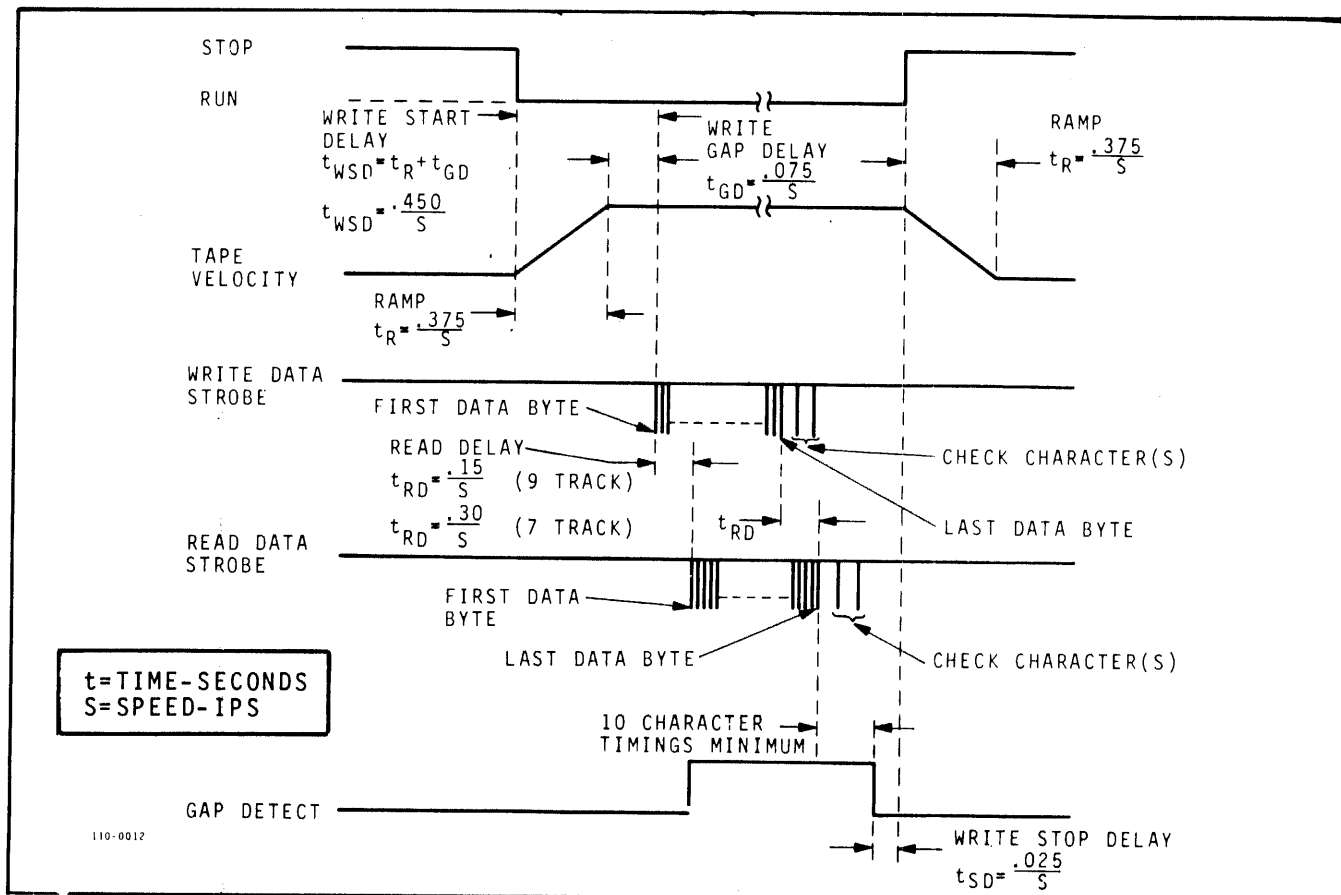 STOP
RUN
WRITE START
DELAY
tWSD=tR+tGD
tWSD=.450/S
WRITE
GAP DELAY
tGD=.075/S
RAMP
tR=.375/S
TAPE
VELOCITY
RAMP
tR=.375/S
WRITE DATA
STROBE
FIRST DATA BYTE
CHECK CHARACTER(S)
READ DELAY
tRD=.15/S (9 TRACK)
tRD=.30/S (7 TRACK)
tRD
LAST DATA BYTE
READ DATA
STROBE
FIRST DATA
BYTE
LAST DATA BYTE
CHECK CHARACTER(S)
t=TIME-SECONDS
S=SPEED-IPS
10 CHARACTER
TIMINGS MINIMUM
GAP DETECT
110-0012
WRITE STOP DELAY
tSD=.025/S